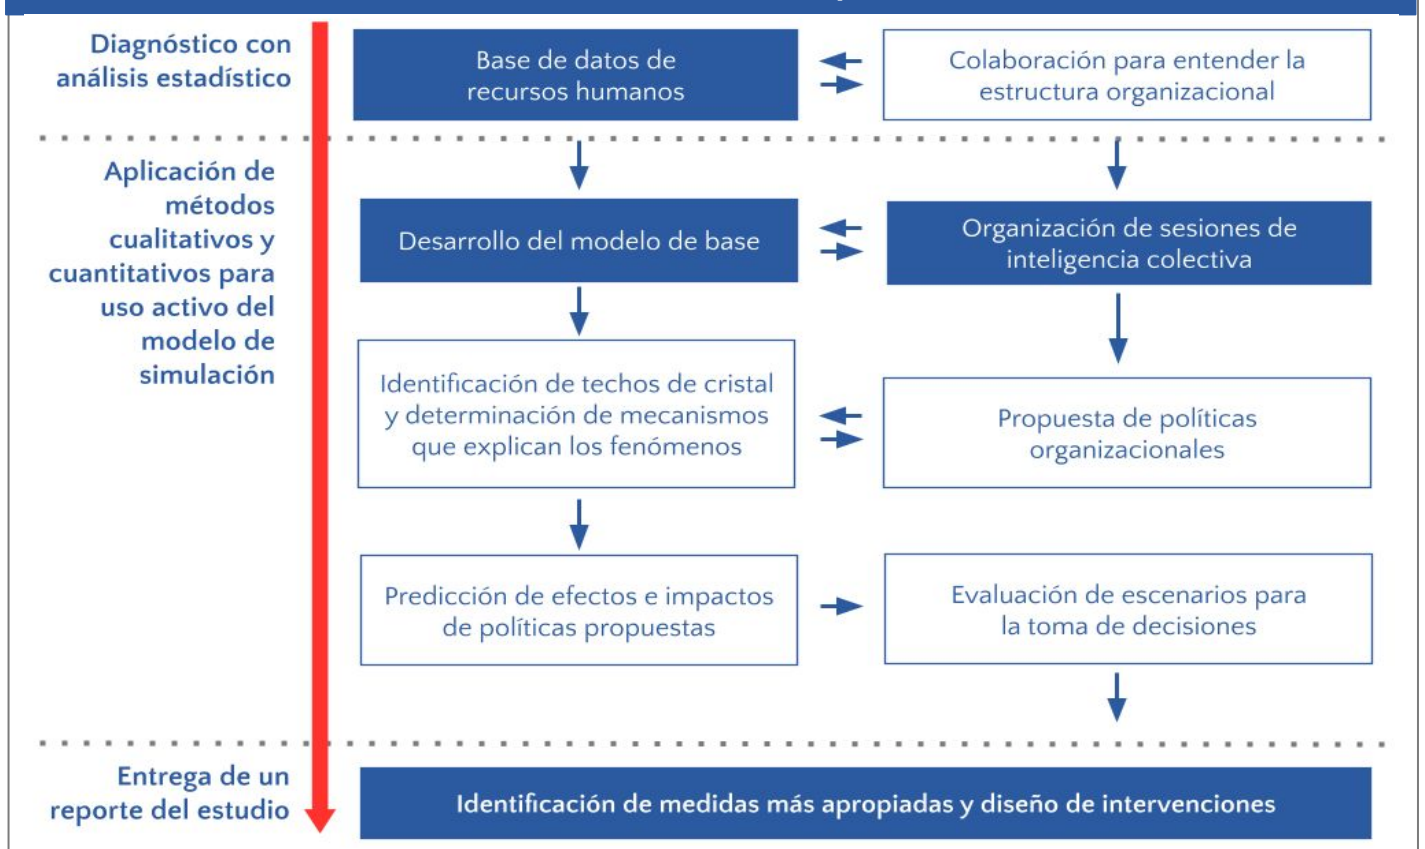 Diagnóstico con
análisis estadístico
Base de datos de
recursos humanos
Colaboración para entender la
estructura organizacional
Aplicación de
métodos
cualitativos y
cuantitativos para
uso activo del
modelo de
simulación
Desarrollo del modelo de base
Organización de sesiones de
inteligencia colectiva
Identificación de techos de cristal
y determinación de mecanismos
que explican los fenómenos
Propuesta de políticas
organizacionales
Predicción de efectos e impactos
de políticas propuestas
Evaluación de escenarios para
la toma de decisiones
Entrega de un
reporte del estudio
Identificación de medidas más apropiadas y diseño de intervenciones